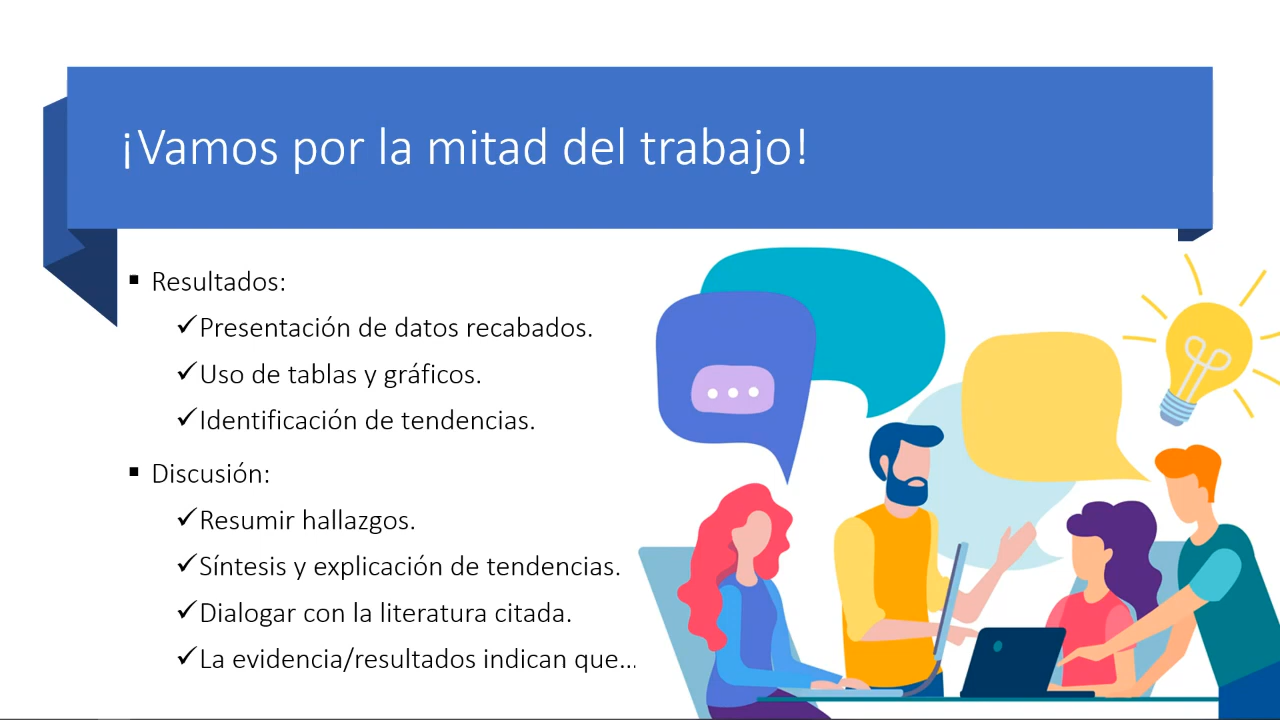 ¡Vamos por la mitad del trabajo!
▪ Resultados:
✓Presentación de datos recabados.
✓Uso de tablas y gráficos.
✓Identificación de tendencias.
▪ Discusión:
✓Resumir hallazgos.
✓Síntesis y explicación de tendencias.
✓Dialogar con la literatura citada.
✓La evidencia/resultados indican que...